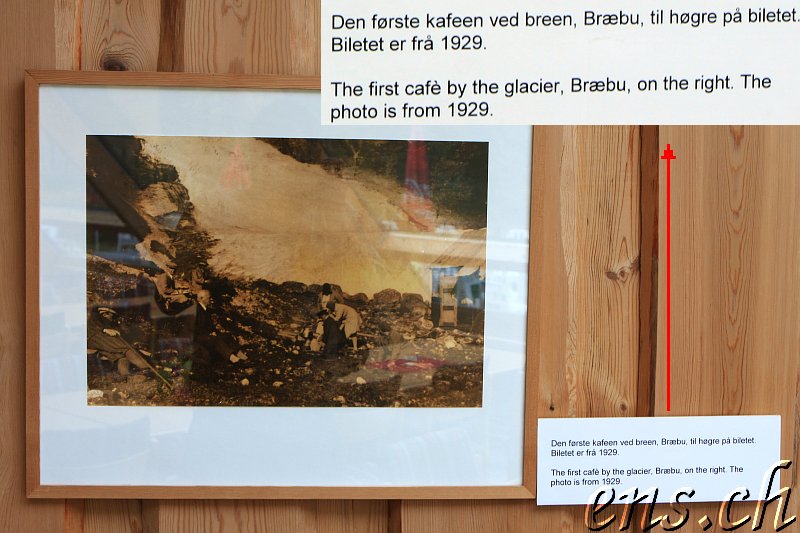 Den første kafeen ved breen, Bræbu, til høgre på biletet.
Biletet er frå 1929.
The first cafè by the glacier, Bræbu, on the right. The
photo is from 1929.
Den første kafeen ved breen, Bræbu, til høgre på biletet.
Biletet er frå 1929.
The first cafè by the glacier, Bræbu, on the right. The
photo is from 1929.
ens.ch